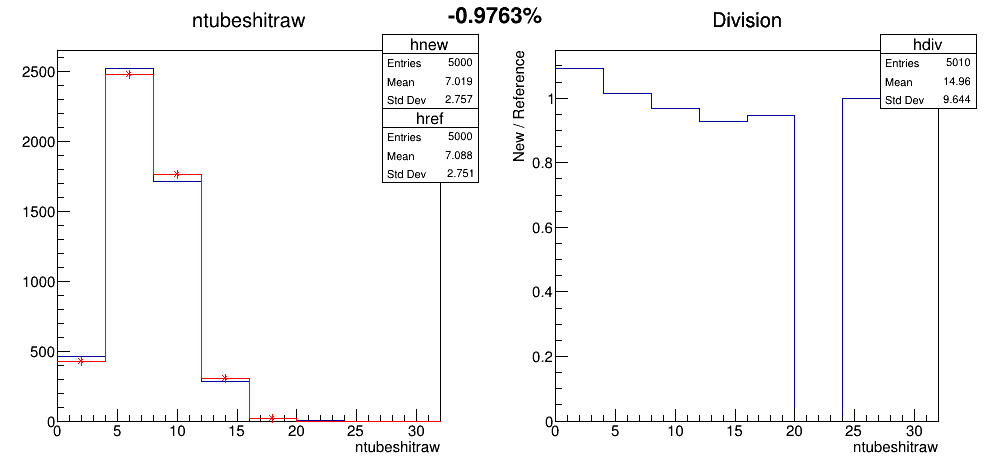 -0.9763%
ntubeshitraw
hnew
Entries 5000
Mean 7.019
Std Dev 2.757
href
Entries 5000
Mean 7.088
Std Dev 2.751
2500
2000
1500
1000
500
0
0 5 10 15 20 25 30
ntubeshitraw
Division
hdiv
Entries 5010
Mean 14.96
Std Dev 9.644
New / Reference
1
0.8
0.6
0.4
0.2
0
0 5 10 15 20 25 30
ntubeshitraw